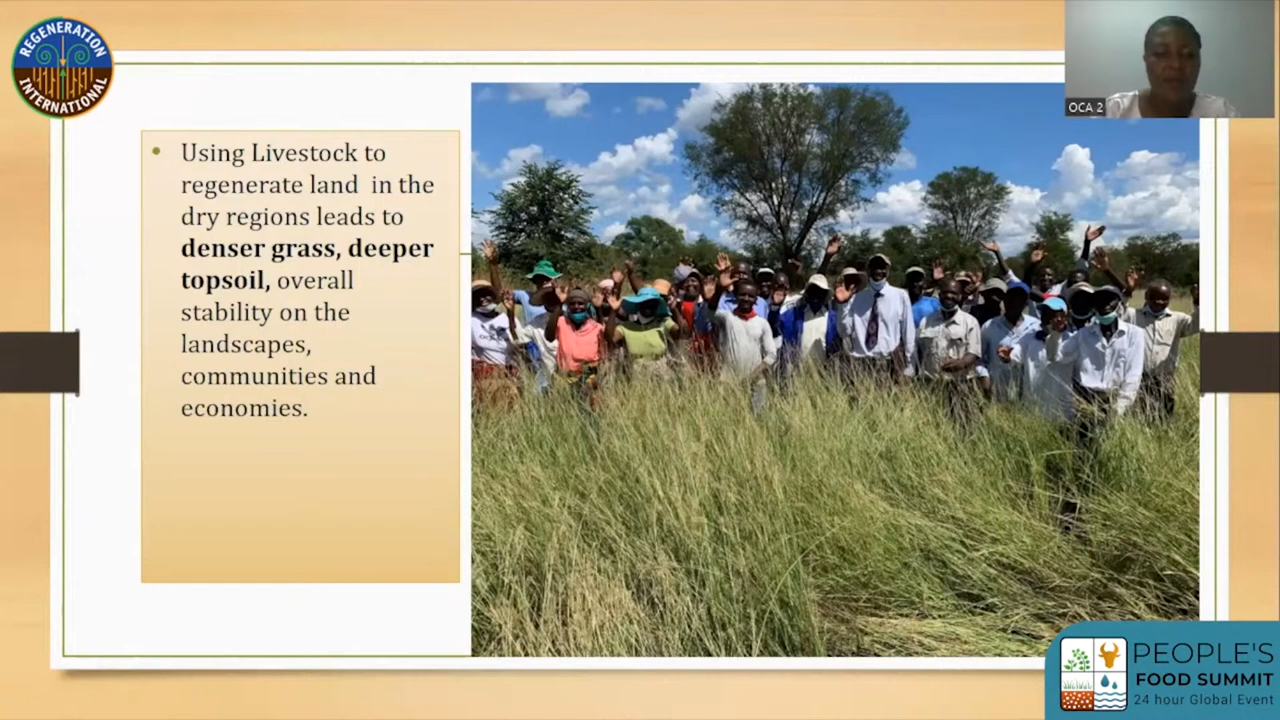 REGENERATION
INTERNATIONAL
OCA 2
• Using Livestock to
regenerate land in the
dry regions leads to
denser grass, deeper
topsoil, overall
stability on the
landscapes,
communities and
economies.
PEOPLE'S
FOOD SUMMIT
24 hour Global Event